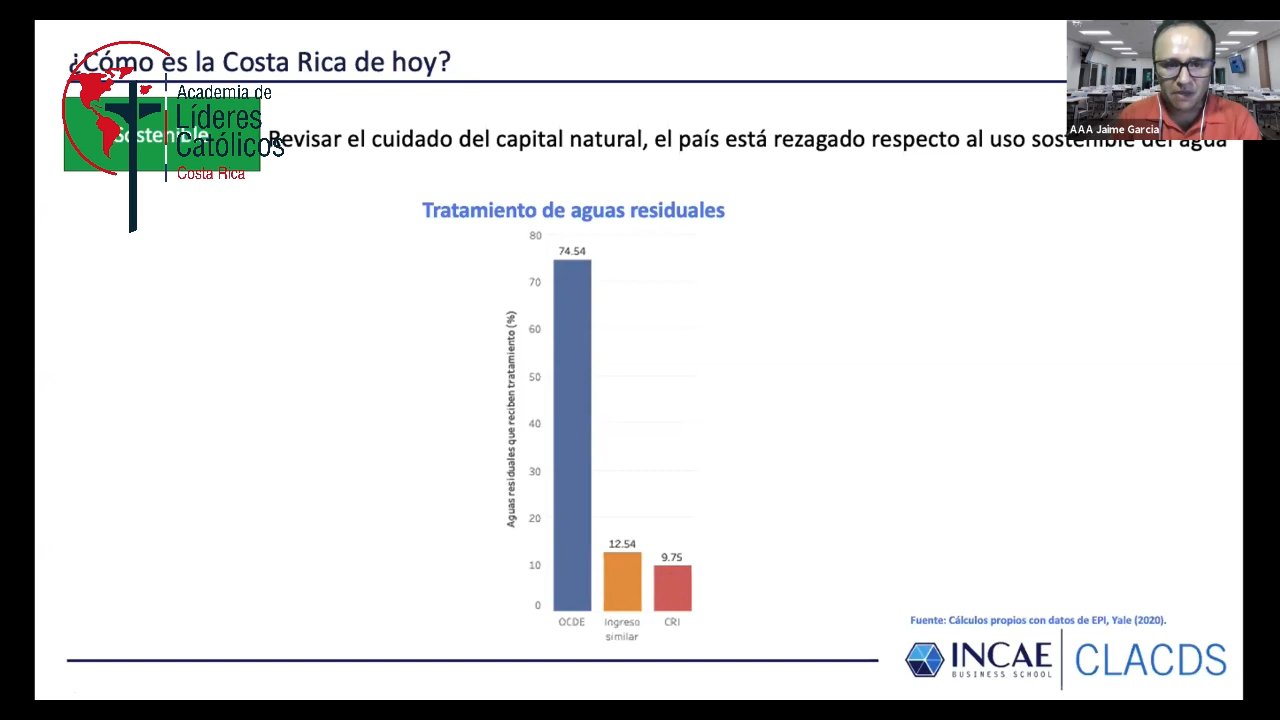 ¿Cómo es la Costa Rica de hoy?
Academia de
Líderes
Católicos
Costa Rica
Sostenible
Revisar el cuidado del capital natural, el país está rezagado respecto al uso sostenible del agua
AAA Jaime Garcia
Tratamiento de aguas residuales
Aguas residuales que reciben tratamiento (%)
80
70
60
50
40
30
20
10
0
74.54
12.54
9.75
OCDE
Ingreso
similar
CRI
Fuente: Cálculos propios con datos de EPI, Yale (2020).
INCAE
BUSINESS SCHOOL
CLACDS